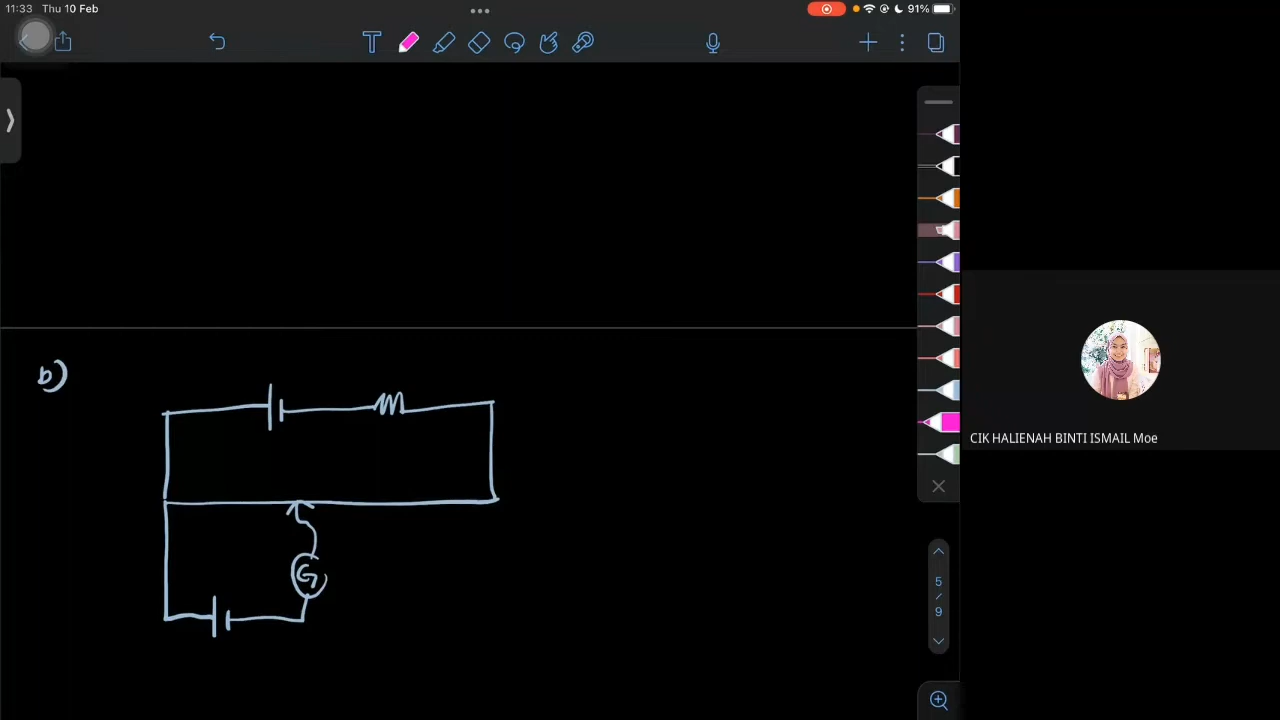 11:33 Thu 10 Feb
91%
T
5
/
9
b)
G
CIK HALIENAH BINTI ISMAIL Moe